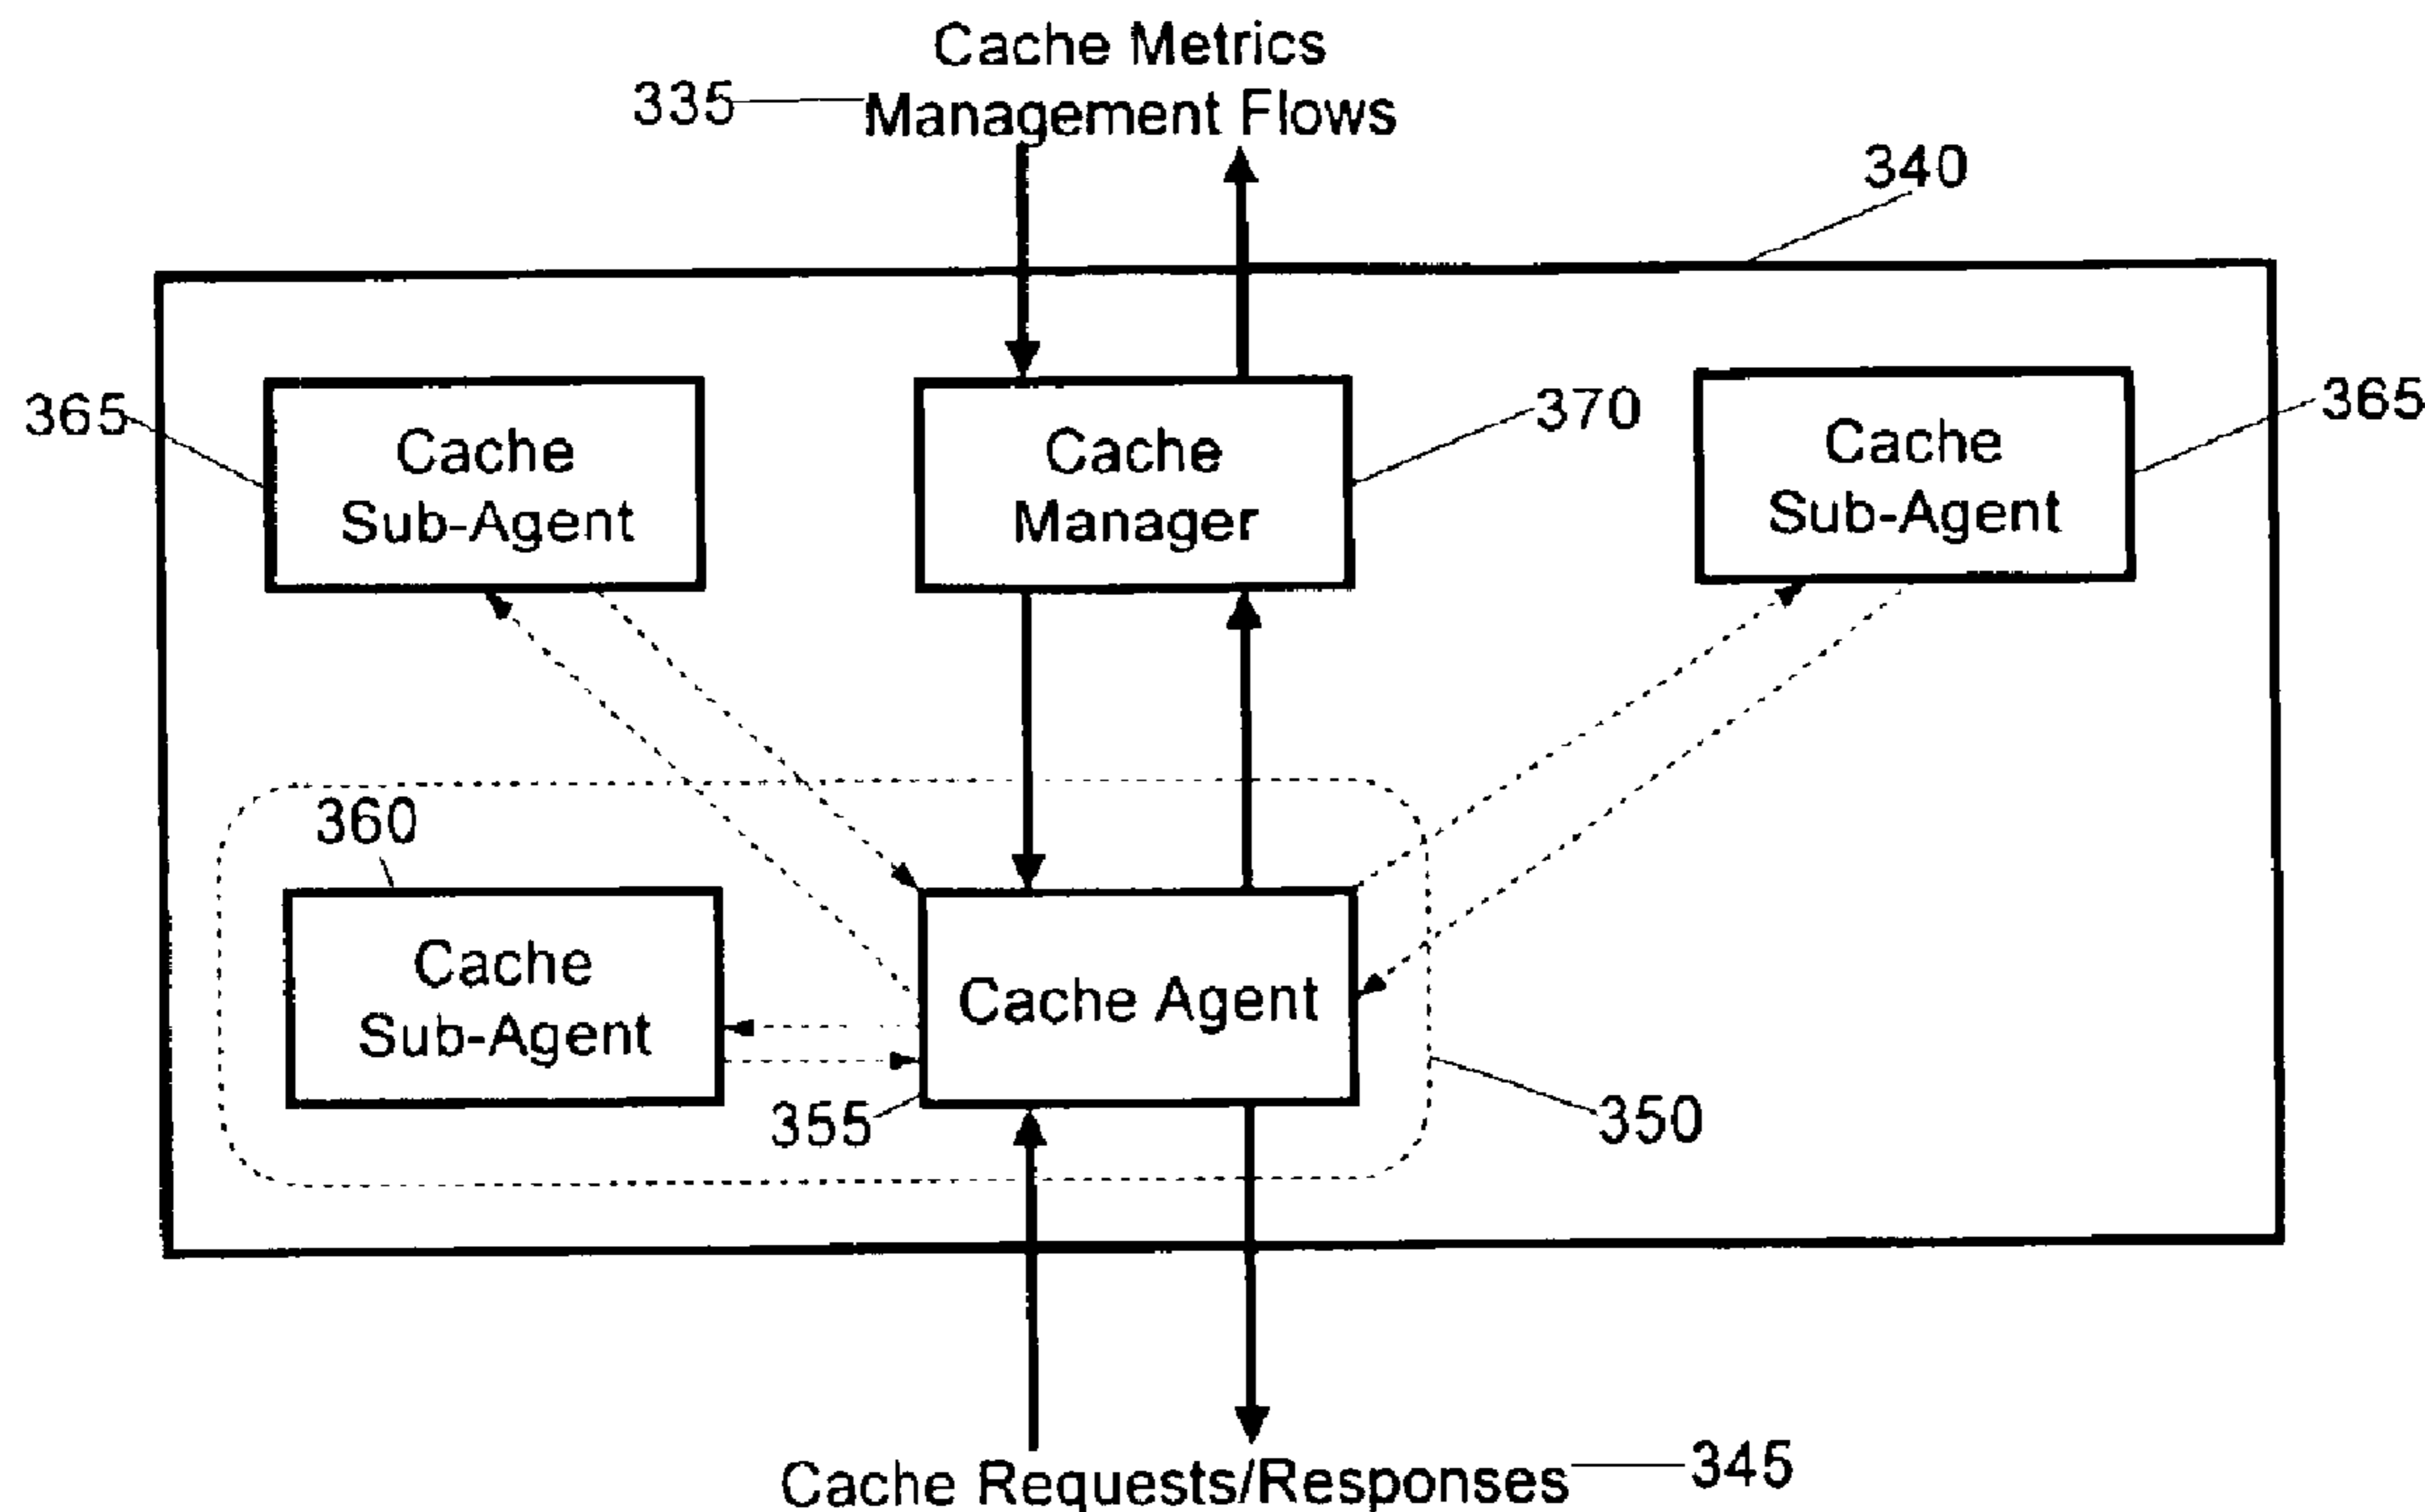 Cache Metrics
335
Management Flows
340
365
Cache
Sub-Agent
Cache
Manager
370
Cache
Sub-Agent
365
360
Cache
Sub-Agent
Cache Agent
355
350
Cache Requests/Responses
345